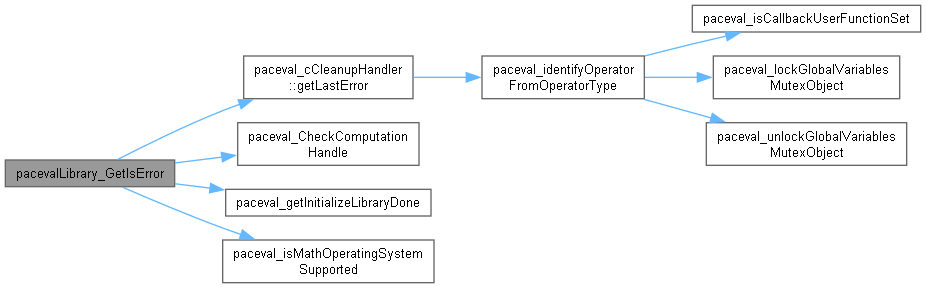 pacevalLibrary_GetIsError
paceval_cCleanupHandler
::getLastError
paceval_CheckComputation
Handle
paceval_getInitializeLibraryDone
paceval_isMathOperatingSystem
Supported
paceval_identifyOperator
FromOperatorType
paceval_isCallbackUserFunctionSet
paceval_lockGlobalVariables
MutexObject
paceval_unlockGlobalVariables
MutexObject